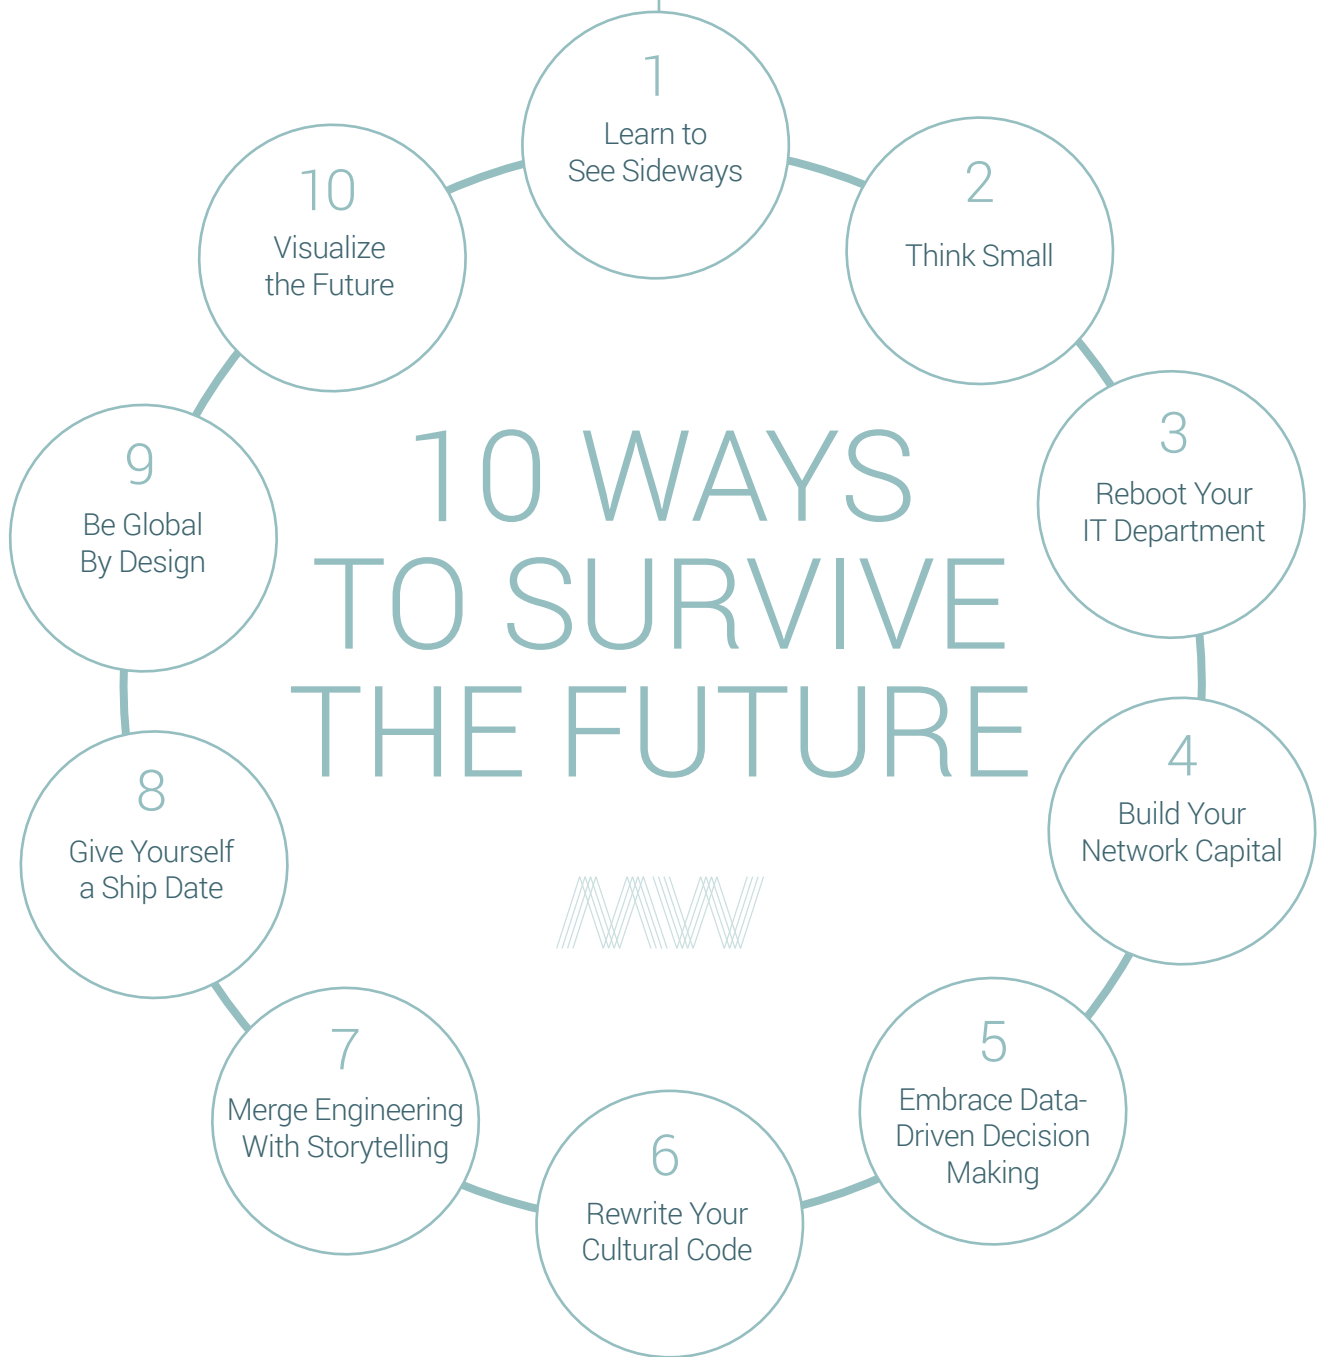 10 WAYS
TO SURVIVE
THE FUTURE
1
Learn to
See Sideways
2
Think Small
3
Reboot Your
IT Department
4
Build Your
Network Capital
5
Embrace Data-
Driven Decision
Making
6
Rewrite Your
Cultural Code
7
Merge Engineering
With Storytelling
8
Give Yourself
a Ship Date
9
Be Global
By Design
10
Visualize
the Future
MW